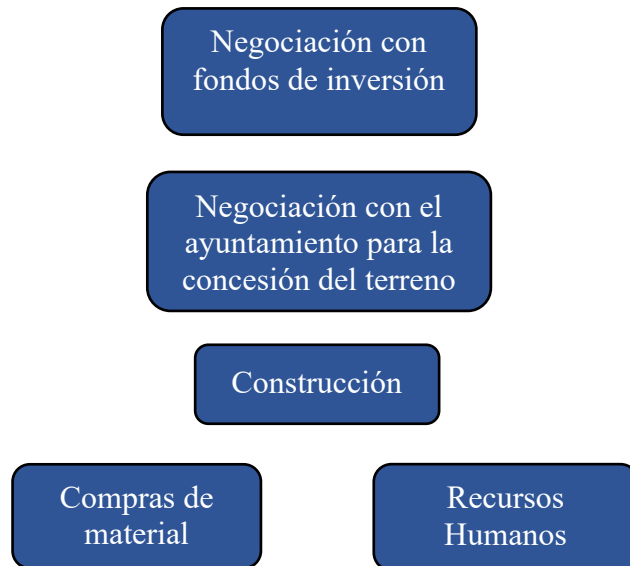 Negociación con
fondos de inversión
Negociación con el
ayuntamiento para la
concesión del terreno
Construcción
Compras de
material
Recursos
Humanos